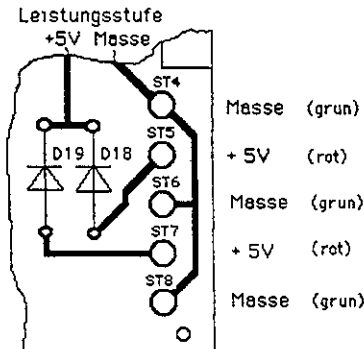 Leistungsstufe
+5V Masse
ST4
Masse (grun)
ST5
+ 5V (rot)
D19 D18
ST6
Masse (grun)
ST7
+ 5V (rot)
ST8
Masse (grun)